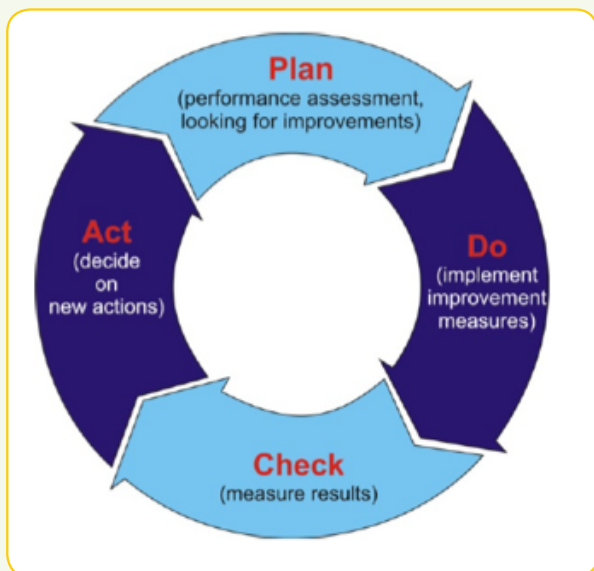 Plan
(performance assessment,
looking for improvements)
Do
(implement
improvement
measures)
Check
(measure results)
Act
(decide
on
new actions)